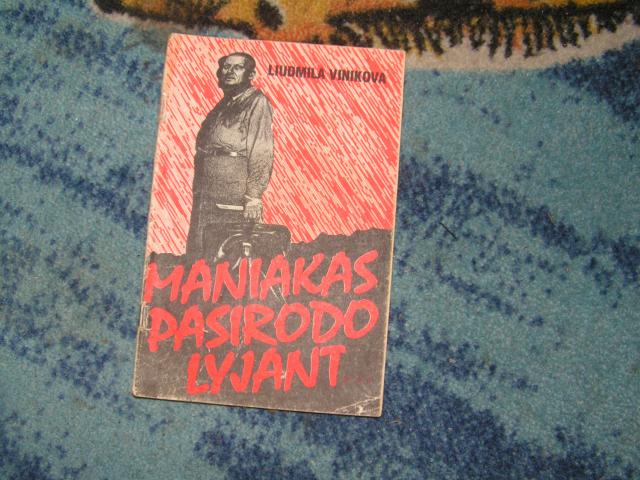 LIUDMILA VINIKOVA
MANIAKAS
PASIRODO
LYJANT...